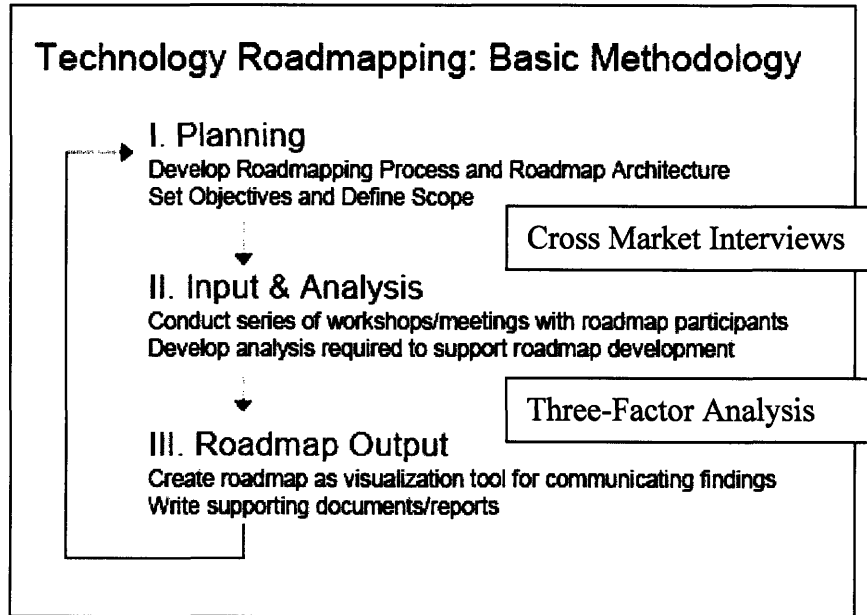 Technology Roadmapping: Basic Methodology
I. Planning
Develop Roadmapping Process and Roadmap Architecture
Set Objectives and Define Scope
Cross Market Interviews
II. Input & Analysis
Conduct series of workshops/meetings with roadmap participants
Develop analysis required to support roadmap development
Three-Factor Analysis
III. Roadmap Output
Create roadmap as visualization tool for communicating findings
Write supporting documents/reports